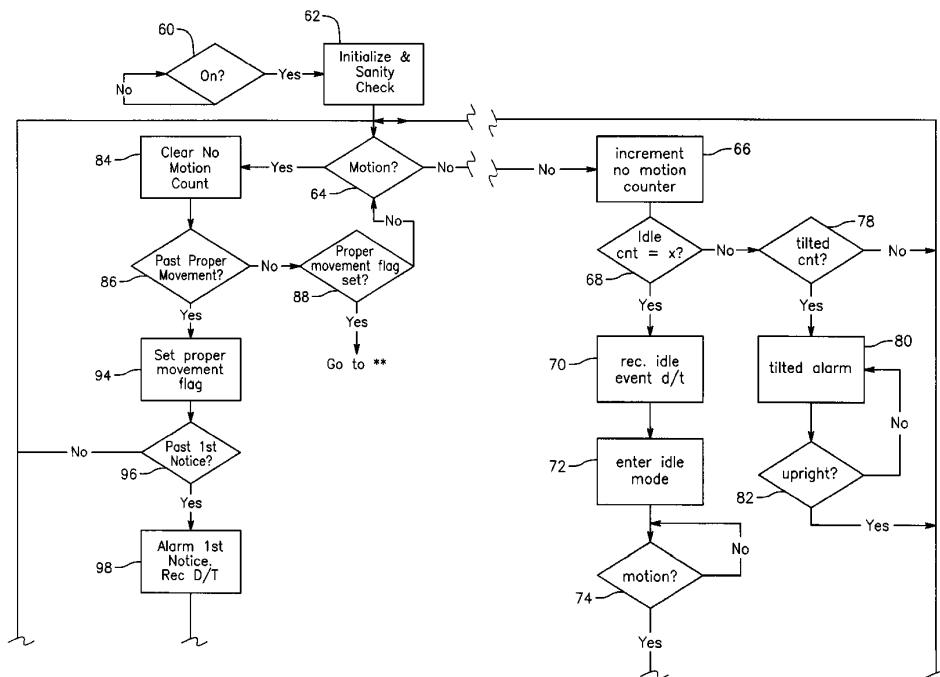 60
On?
No
Yes
62
Initialize &
Sanity
Check
84
Clear No
Motion
Count
Yes
Motion?
64
No
No
increment
no motion
counter
66
No
Past Proper
Movement?
86
No
Proper
movement flag
set?
88
Idle
cnt = x?
68
No
tilted
cnt?
78
No
Yes
Yes
Go to **
Yes
Yes
94
Set proper
movement
flag
70
rec. idle
event d/t
80
tilted alarm
No
No
Past 1st
Notice?
96
72
enter idle
mode
upright?
82
Yes
Yes
98
Alarm 1st
Notice.
Rec D/T
motion?
74
No
Yes